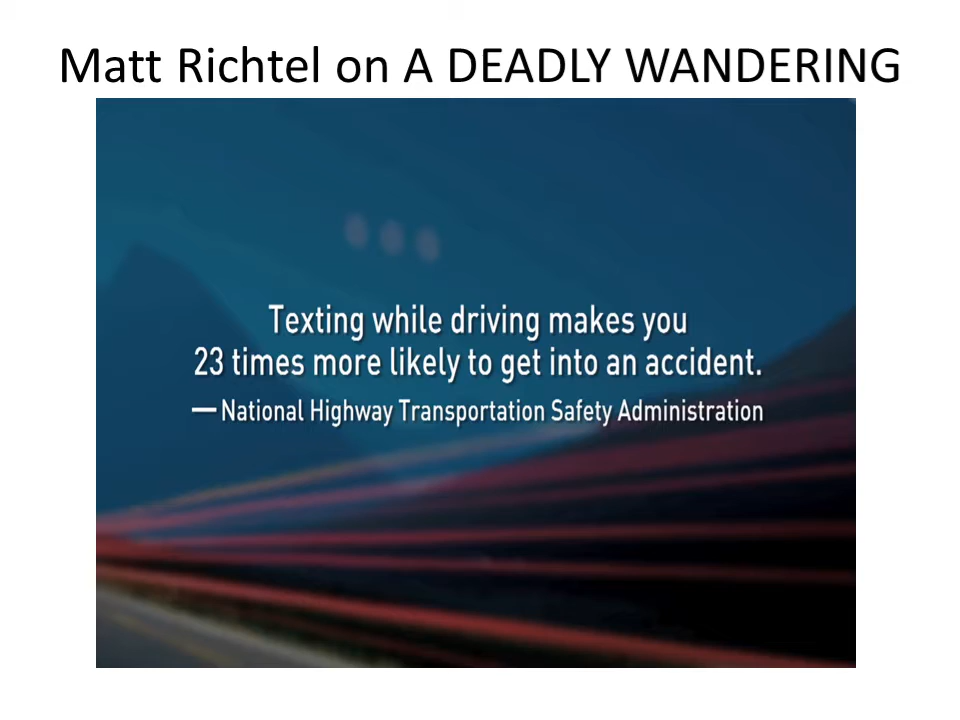 Matt Richtel on A DEADLY WANDERING
Texting while driving makes you
23 times more likely to get into an accident.
— National Highway Transportation Safety Administration